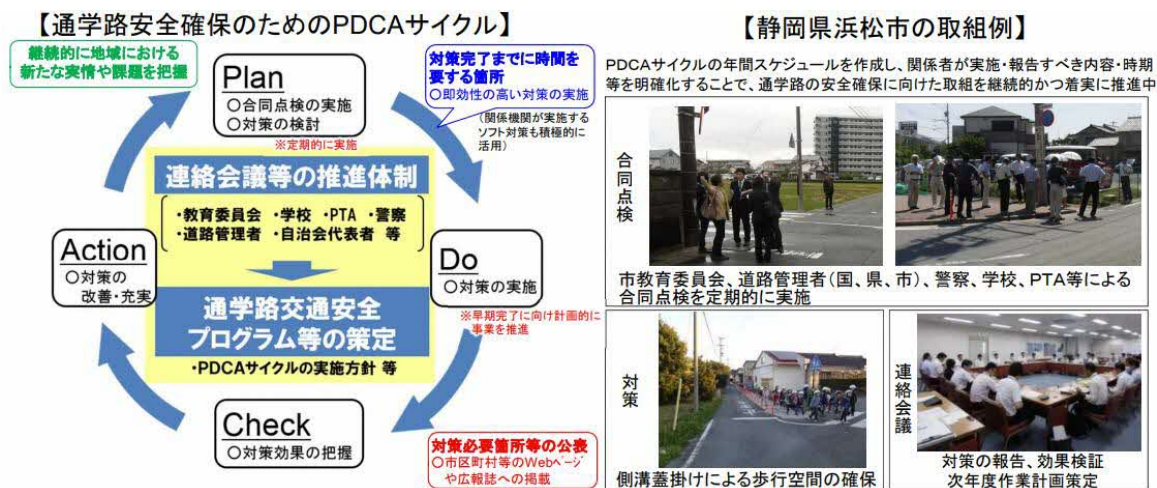 【通学路安全確保のためのPDCAサイクル】
継続的に地域における
新たな実情や課題を把握
Plan
○合同点検の実施
○対策の検討
※定期的に実施
対策完了までに時間を
要する箇所
○即効性の高い対策の実施
(関係機関が実施する
ソフト対策も積極的に
活用)
連絡会議等の推進体制
・教育委員会 ・学校 ・PTA ・警察
・道路管理者 ・自治会代表者 等
Action
○対策の
改善・充実
Do
○対策の実施
※早期完了に向け計画的に
事業を推進
通学路交通安全
プログラム等の策定
・PDCAサイクルの実施方針 等
Check
○対策効果の把握
対策必要箇所等の公表
○市区町村等のWebページ
や広報誌への掲載
【静岡県浜松市の取組例】
PDCAサイクルの年間スケジュールを作成し、関係者が実施・報告すべき内容・時期
等を明確化することで、通学路の安全確保に向けた取組を継続的かつ着実に推進中
合同点検
市教育委員会、道路管理者(国、県、市)、警察、学校、PTA等による
合同点検を定期的に実施
対策
側溝蓋掛けによる歩行空間の確保
連絡会議
対策の報告、効果検証
次年度作業計画策定